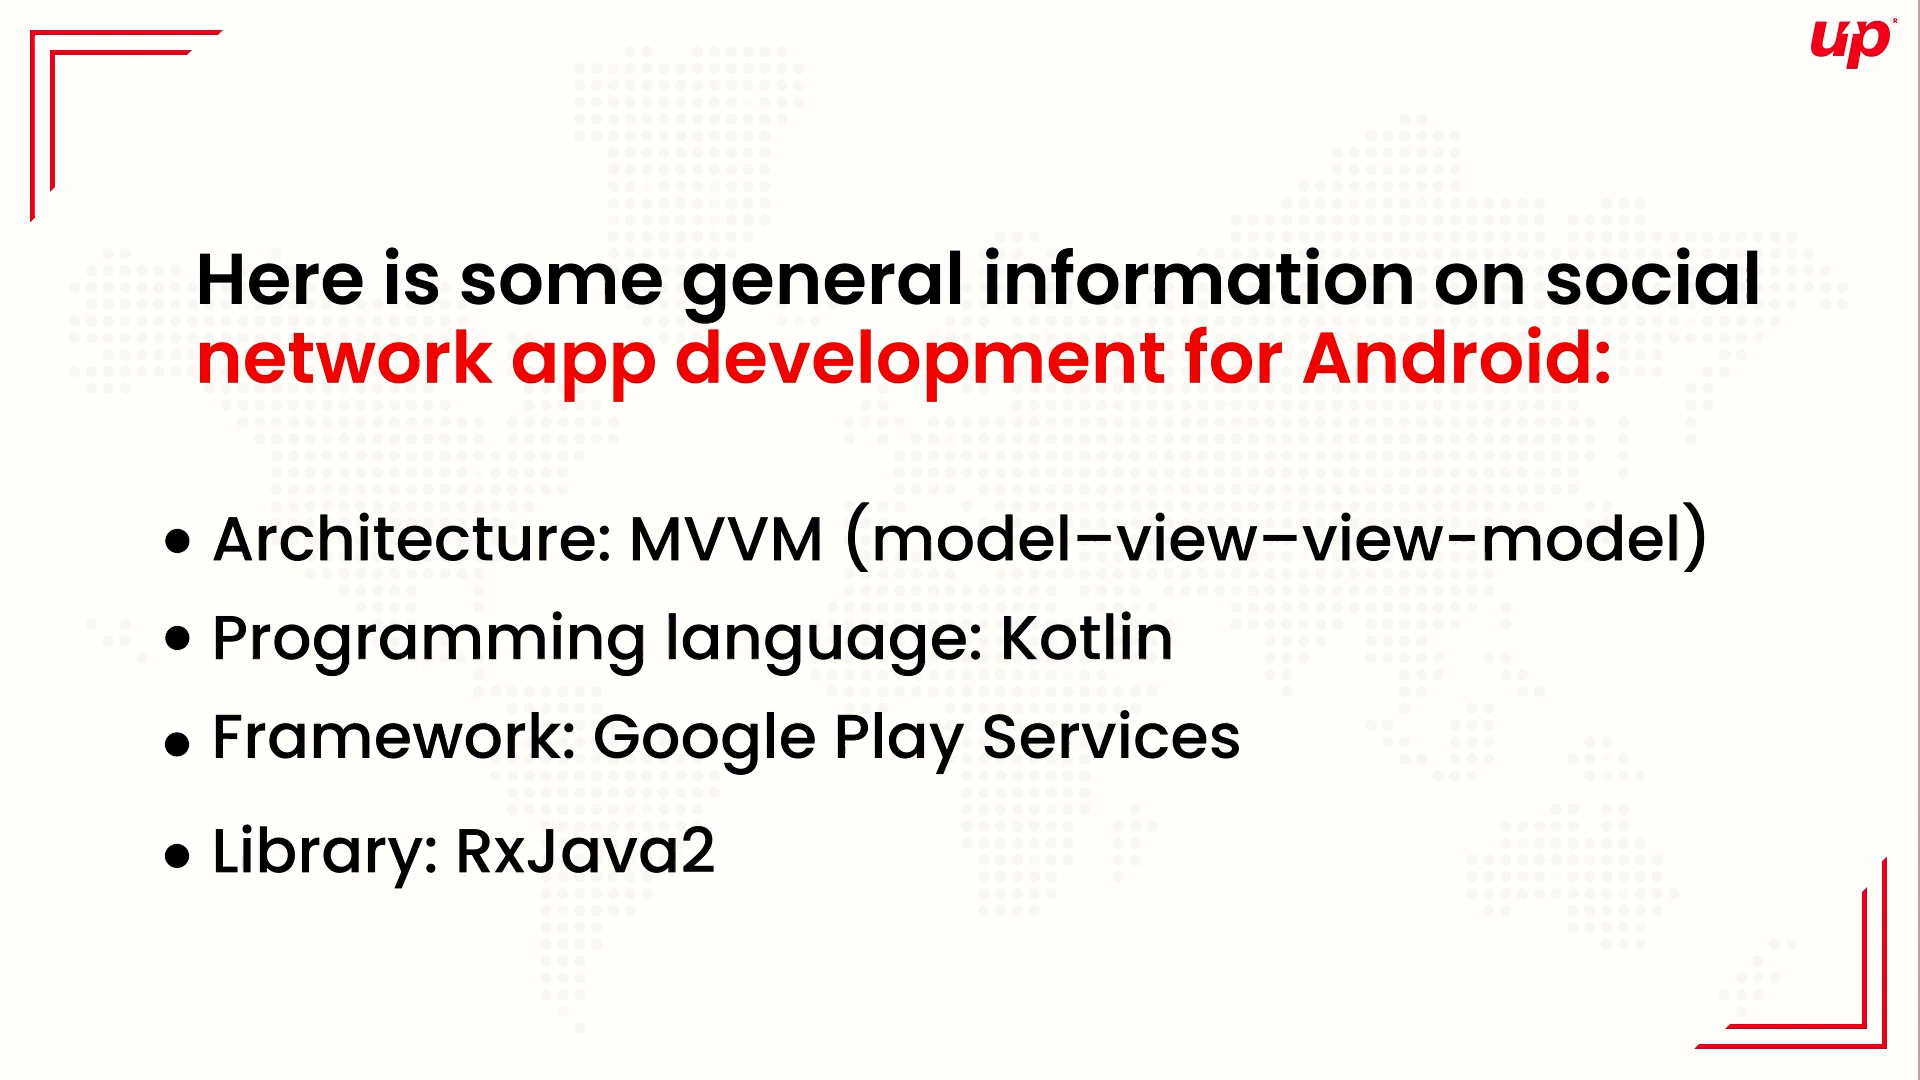 up
Here is some general information on social
network app development for Android:
• Architecture: MVVM (model–view–view-model)
• Programming language: Kotlin
• Framework: Google Play Services
• Library: RxJava2